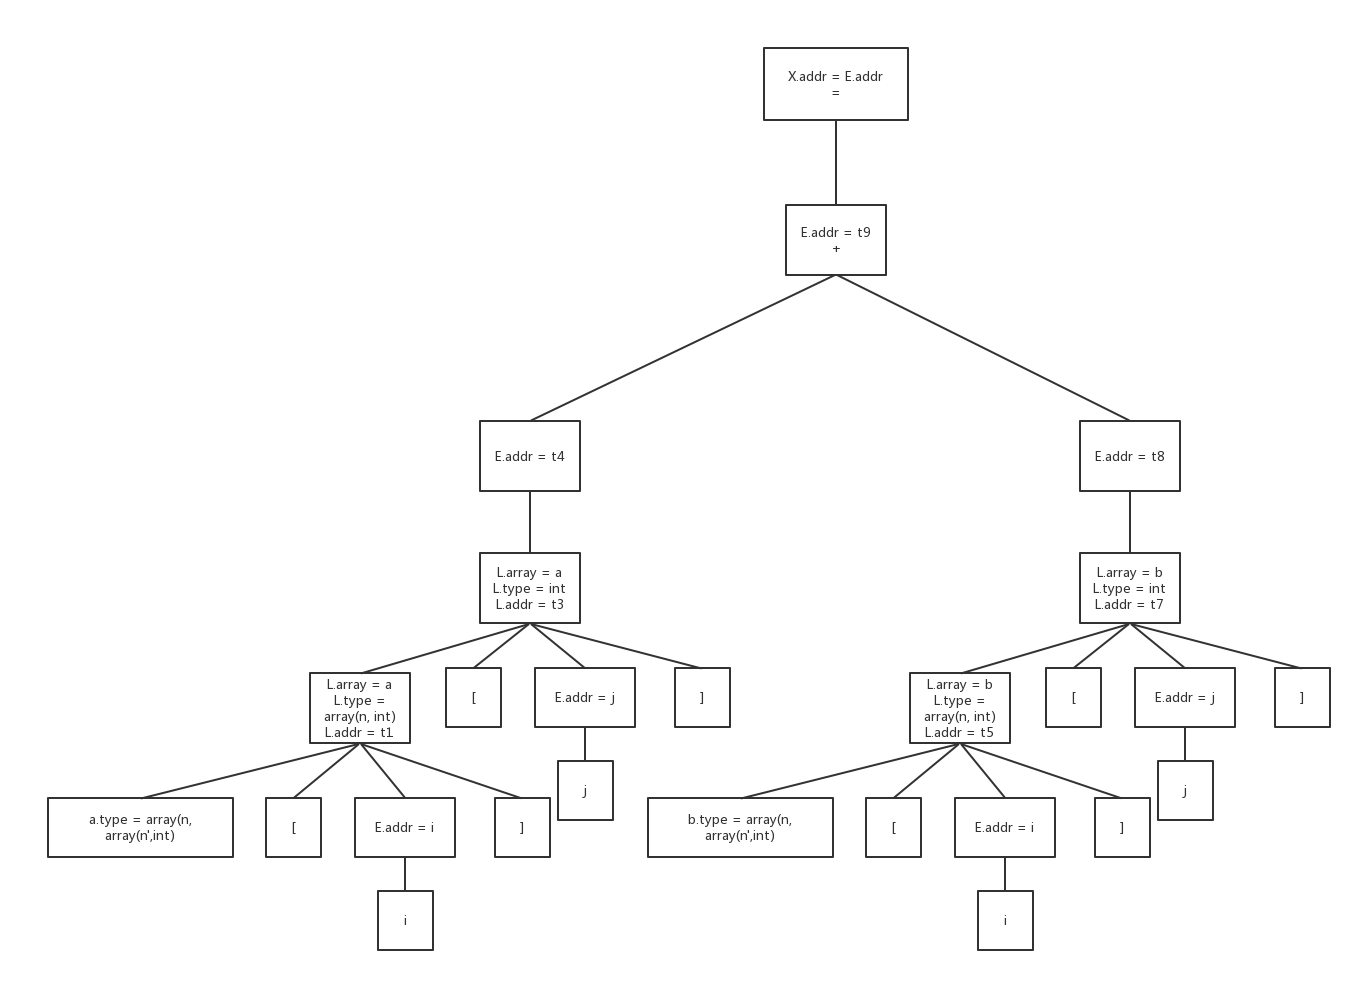 X.addr = E.addr
=
E.addr = t9
+
E.addr = t4
E.addr = t8
L.array = a
L.type = int
L.addr = t3
L.array = b
L.type = int
L.addr = t7
L.array = a
L.type =
array(n, int)
L.addr = t1
[
E.addr = j
]
L.array = b
L.type =
array(n, int)
L.addr = t5
[
E.addr = j
]
j
j
a.type = array(n,
array(n',int)
[
E.addr = i
]
b.type = array(n,
array(n',int)
[
E.addr = i
]
i
i